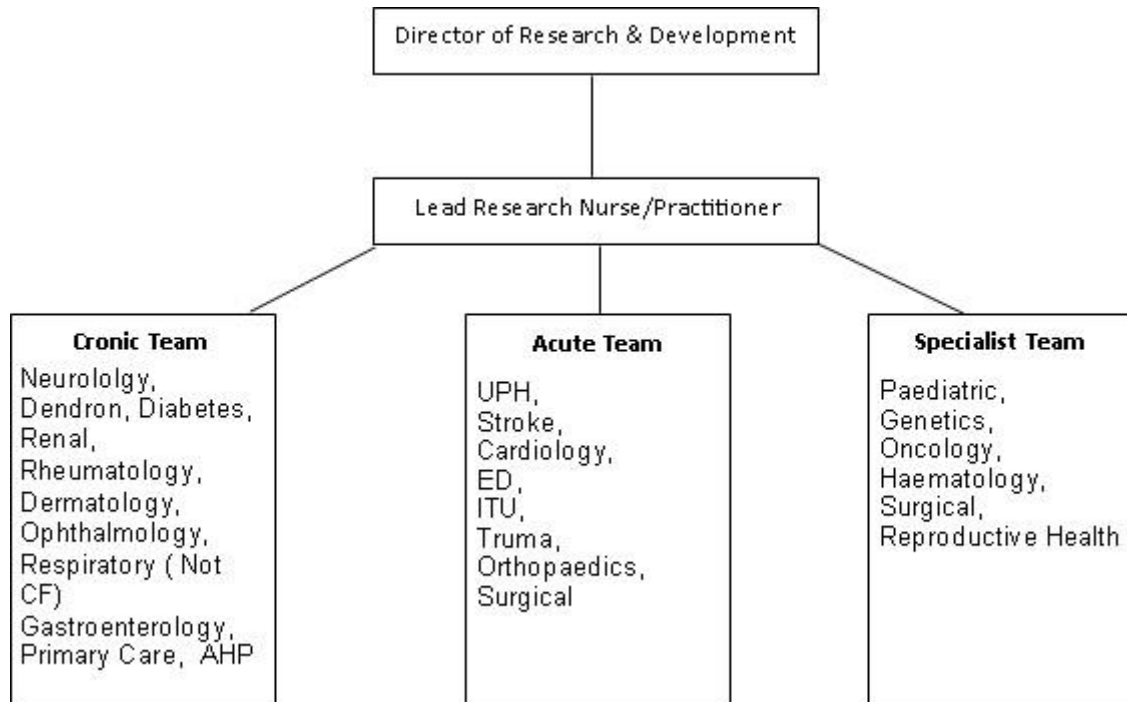 Director of Research & Development
Lead Research Nurse/Practitioner
Cronic Team
Neurololgy,
Dendron, Diabetes,
Renal,
Rheumatology,
Dermatology,
Ophthalmology,
Respiratory ( Not
CF)
Gastroenterology,
Primary Care, AHP
Acute Team
UPH,
Stroke,
Cardiology,
ED,
ITU,
Truma,
Orthopaedics,
Surgical
Specialist Team
Paediatric,
Genetics,
Oncology,
Haematology,
Surgical,
Reproductive Health